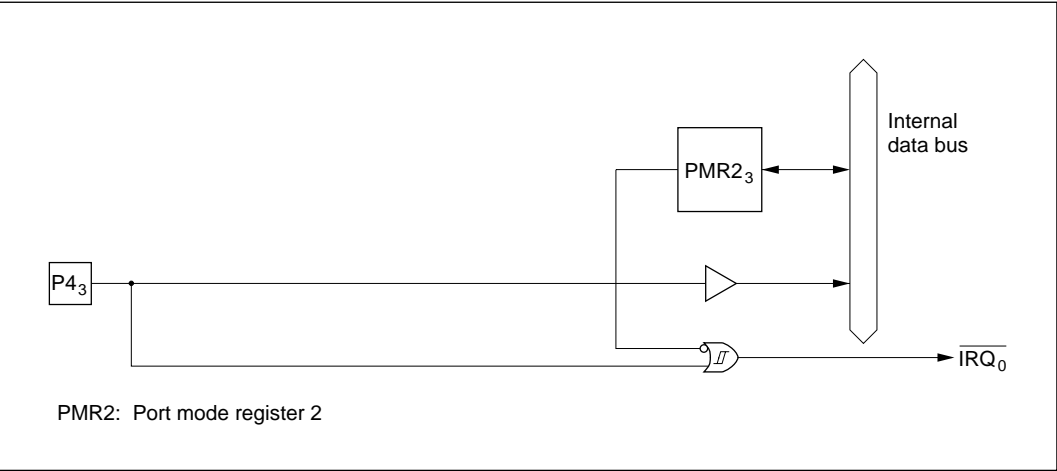 Internal
data bus
PMR2₃
P4₃
IRQ₀
PMR2: Port mode register 2